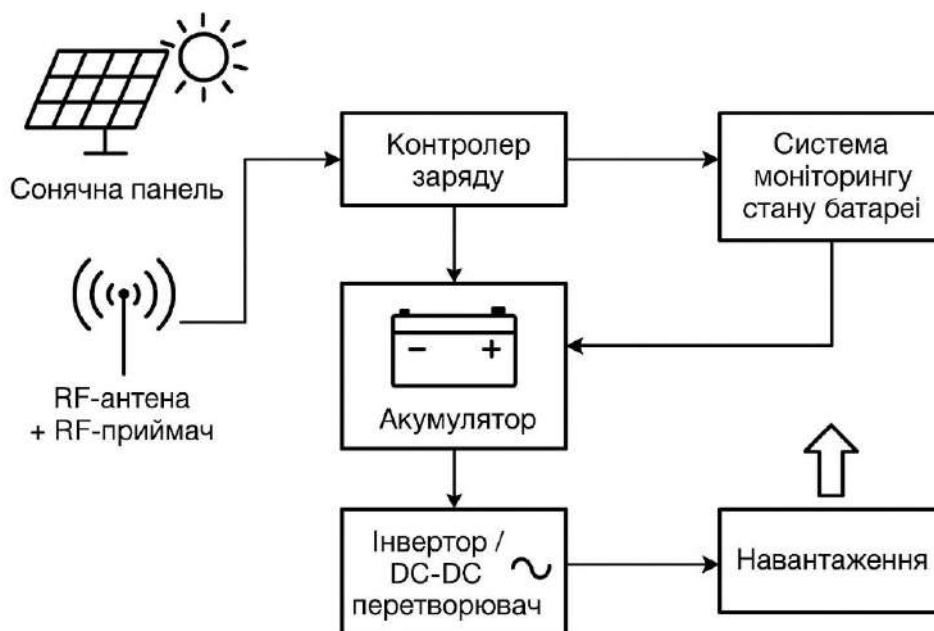 Сонячна панель
RF-антена
+ RF-приймач
Контролер
заряду
Система
моніторингу
стану батареі
− +
Акумулятор
Інвертор /
DC-DC
перетворювач
Навантаження